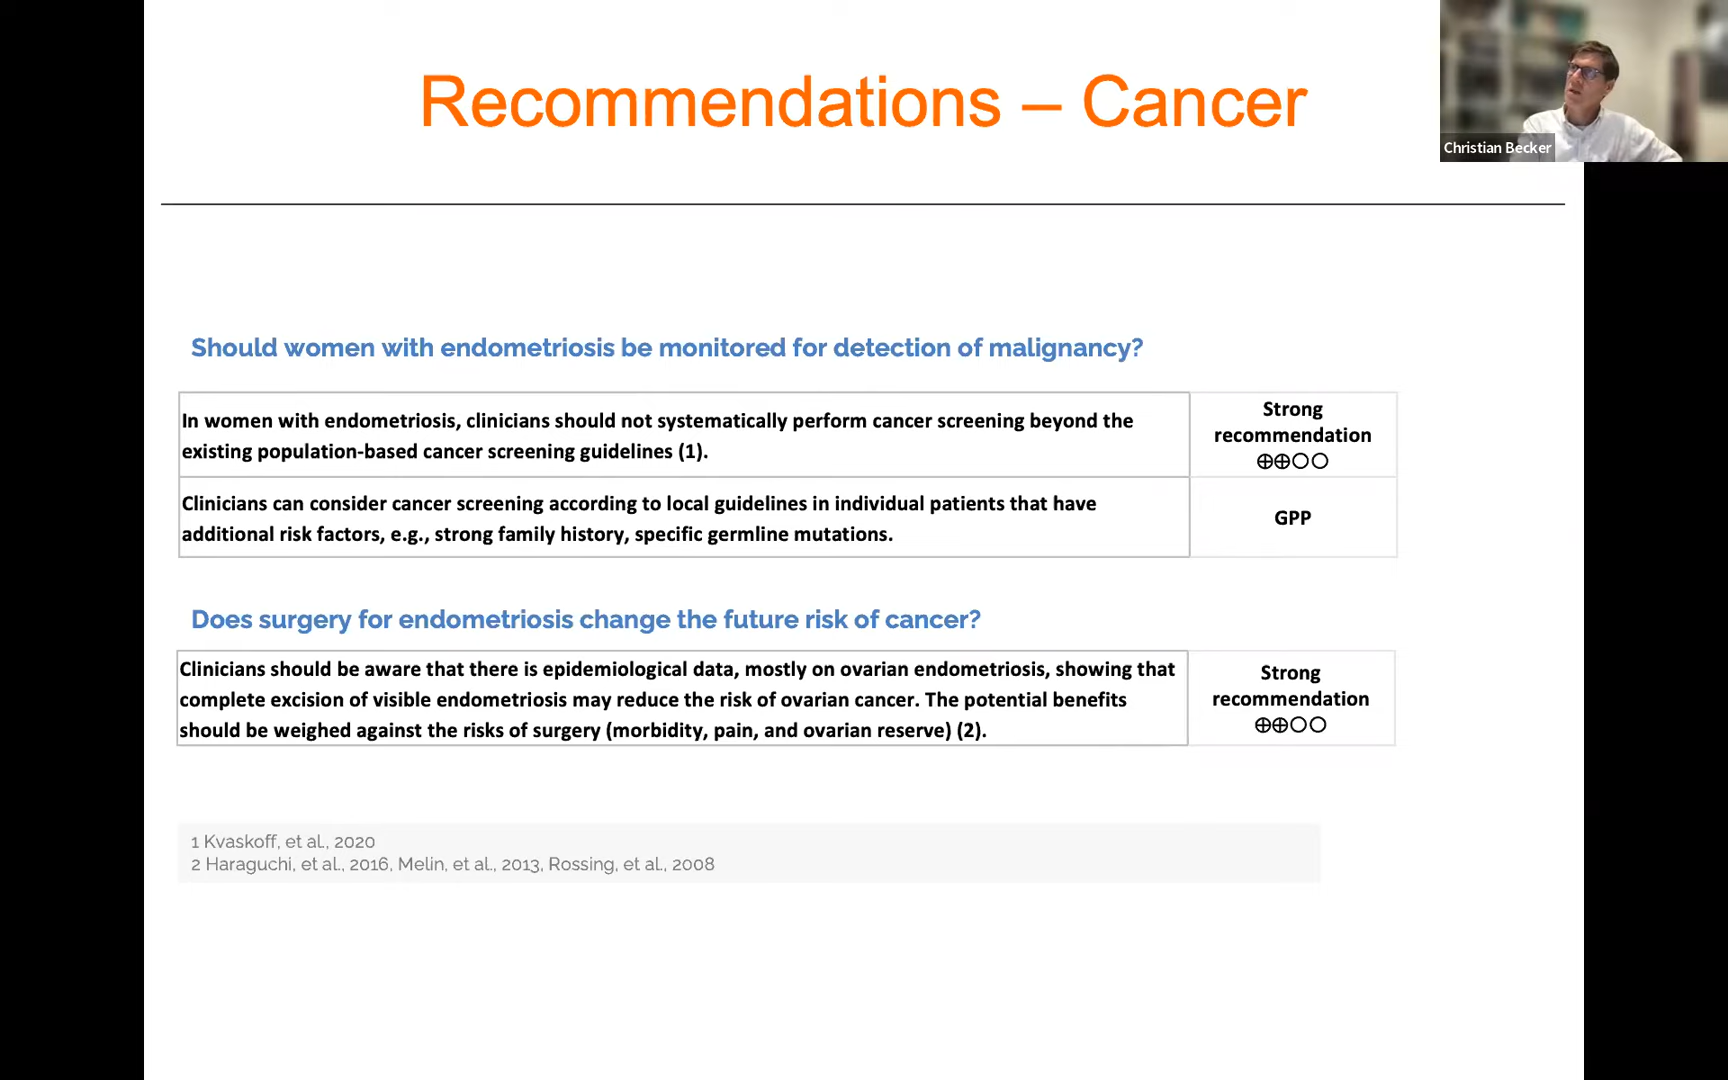 Recommendations – Cancer
Christian Becker
Should women with endometriosis be monitored for detection of malignancy?
In women with endometriosis, clinicians should not systematically perform cancer screening beyond the
existing population-based cancer screening guidelines (1).
Strong
recommendation
⊕⊕○○
Clinicians can consider cancer screening according to local guidelines in individual patients that have
additional risk factors, e.g., strong family history, specific germline mutations.
GPP
Does surgery for endometriosis change the future risk of cancer?
Clinicians should be aware that there is epidemiological data, mostly on ovarian endometriosis, showing that
complete excision of visible endometriosis may reduce the risk of ovarian cancer. The potential benefits
should be weighed against the risks of surgery (morbidity, pain, and ovarian reserve) (2).
Strong
recommendation
⊕⊕○○
1 Kvaskoff, et al., 2020
2 Haraguchi, et al., 2016, Melin, et al., 2013, Rossing, et al., 2008